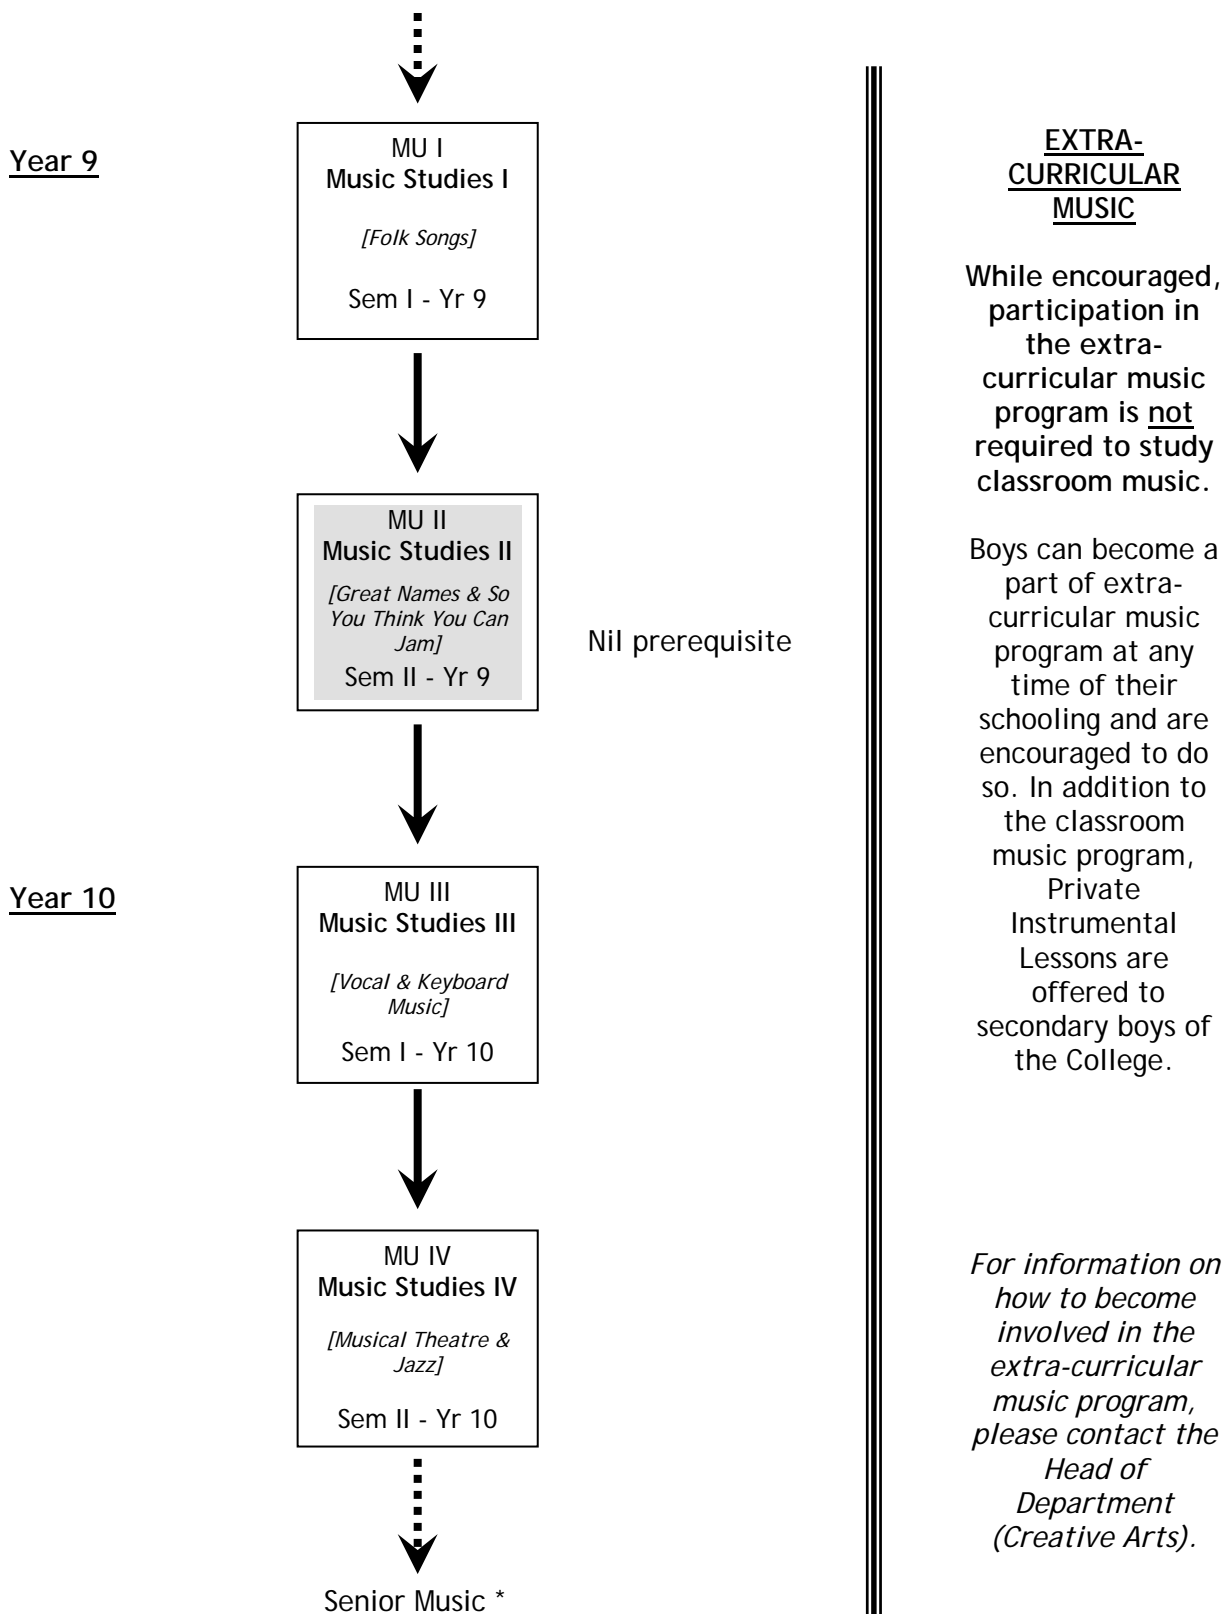 Year 9
MU I
Music Studies I
[Folk Songs]
Sem I - Yr 9
MU II
Music Studies II
[Great Names & So
You Think You Can
Jam]
Sem II - Yr 9
Nil prerequisite
Year 10
MU III
Music Studies III
[Vocal & Keyboard
Music]
Sem I - Yr 10
MU IV
Music Studies IV
[Musical Theatre &
Jazz]
Sem II - Yr 10
Senior Music *
EXTRA-
CURRICULAR
MUSIC
While encouraged,
participation in
the extra-
curricular music
program is not
required to study
classroom music.
Boys can become a
part of extra-
curricular music
program at any
time of their
schooling and are
encouraged to do
so. In addition to
the classroom
music program,
Private
Instrumental
Lessons are
offered to
secondary boys of
the College.
For information on
how to become
involved in the
extra-curricular
music program,
please contact the
Head of
Department
(Creative Arts).